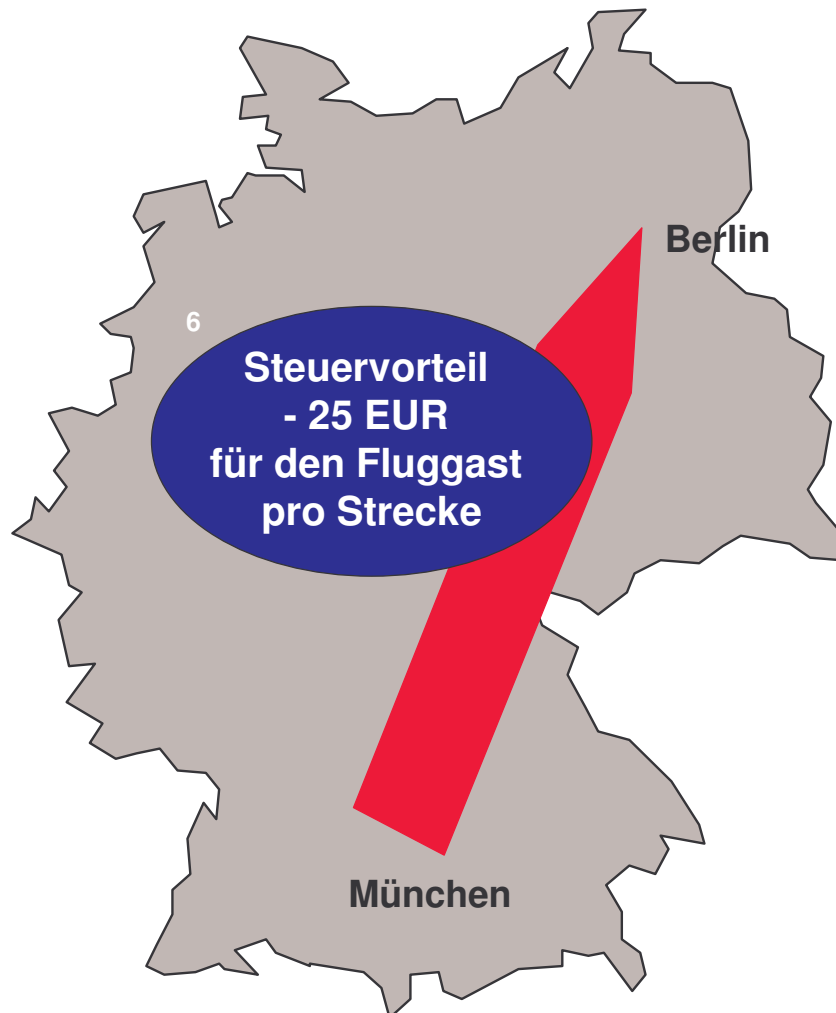 Berlin
6
Steuervorteil
- 25 EUR
für den Fluggast
pro Strecke
München